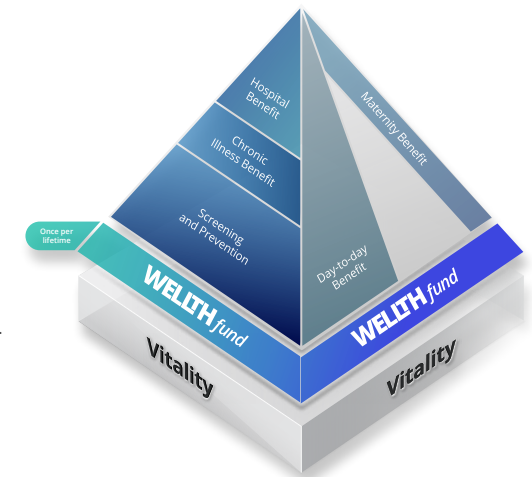 Hospital
Benefit
Maternity Benefit
Chronic
Illness Benefit
Screening
and Prevention
Day-to-day
Benefit
Once per
lifetime
WELLTH fund
WELLTH fund
Vitality
Vitality